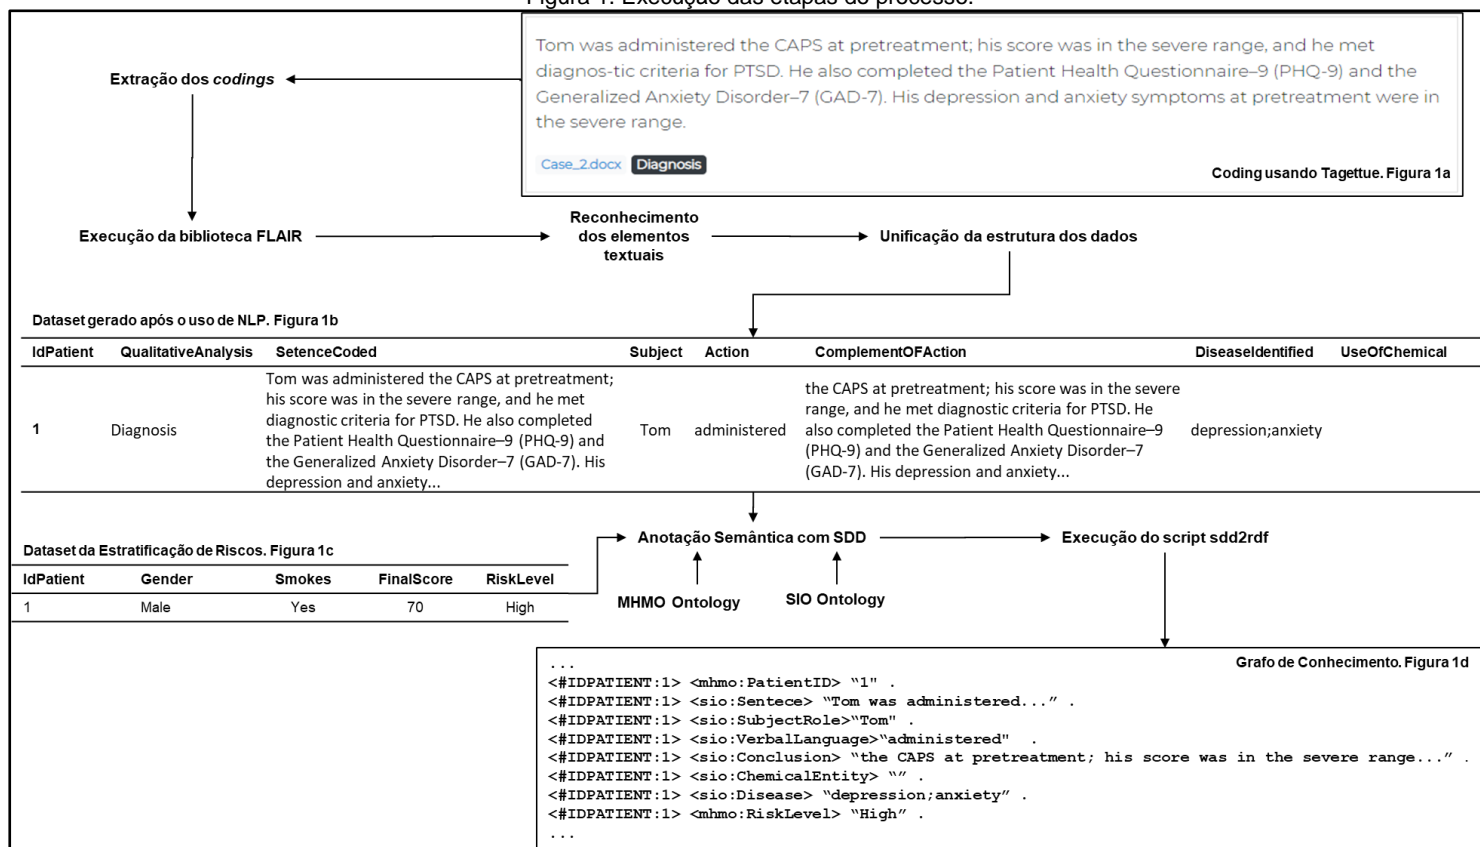 Figura 1. Execução das etapas do processo.
Tom was administered the CAPS at pretreatment; his score was in the severe range, and he met
diagnos-tic criteria for PTSD. He also completed the Patient Health Questionnaire–9 (PHQ-9) and the
Generalized Anxiety Disorder–7 (GAD-7). His depression and anxiety symptoms at pretreatment were in
the severe range.
Case_2.docx Diagnosis
Coding usando Tagettue. Figura 1a
Extração dos codings
Execução da biblioteca FLAIR
Reconhecimento
dos elementos
textuais
Unificação da estrutura dos dados
Dataset gerado após o uso de NLP. Figura 1b
IdPatient QualitativeAnalysis SetenceCoded Subject Action ComplementOFAction DiseaseIdentified UseOfChemical
1
Diagnosis
Tom was administered the CAPS at pretreatment;
his score was in the severe range, and he met
diagnostic criteria for PTSD. He also completed
the Patient Health Questionnaire–9 (PHQ-9) and
the Generalized Anxiety Disorder–7 (GAD-7). His
depression and anxiety...
Tom
administered
the CAPS at pretreatment; his score was in the severe
range, and he met diagnostic criteria for PTSD. He
also completed the Patient Health Questionnaire–9
(PHQ-9) and the Generalized Anxiety Disorder–7
(GAD-7). His depression and anxiety...
depression;anxiety
Dataset da Estratificação de Riscos. Figura 1c
IdPatient Gender Smokes FinalScore RiskLevel
1 Male Yes 70 High
Anotação Semântica com SDD
MHMO Ontology
SIO Ontology
Execução do script sdd2rdf
Grafo de Conhecimento. Figura 1d
...
<#IDPATIENT:1> <mhmo:PatientID> “1" .
<#IDPATIENT:1> <sio:Sentece> “Tom was administered...” .
<#IDPATIENT:1> <sio:SubjectRole>“Tom" .
<#IDPATIENT:1> <sio:VerbalLanguage>“administered" .
<#IDPATIENT:1> <sio:Conclusion> “the CAPS at pretreatment; his score was in the severe range...” .
<#IDPATIENT:1> <sio:ChemicalEntity> “” .
<#IDPATIENT:1> <sio:Disease> “depression;anxiety” .
<#IDPATIENT:1> <mhmo:RiskLevel> “High” .
...